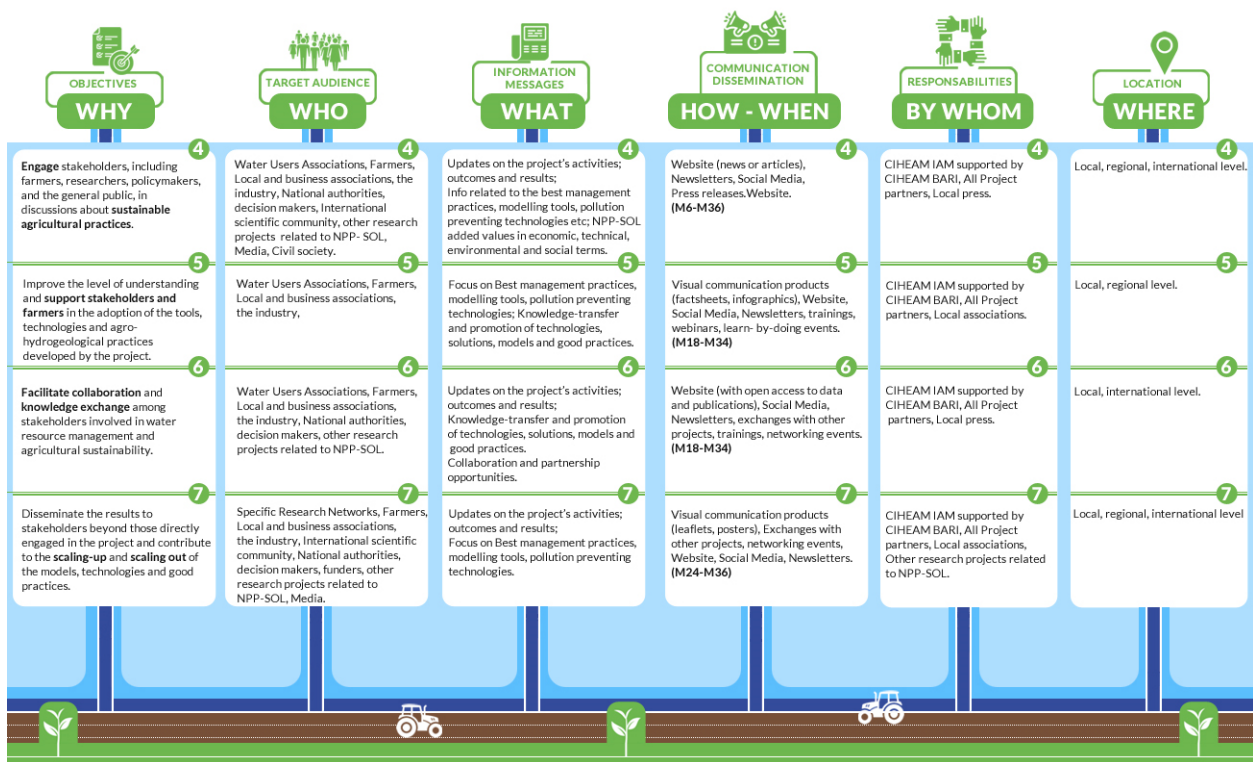 OBJECTIVES
WHY
TARGET AUDIENCE
WHO
INFORMATION
MESSAGES
WHAT
COMMUNICATION
DISSEMINATION
HOW - WHEN
RESPONSABILITIES
BY WHOM
LOCATION
WHERE
4
Engage stakeholders, including
farmers, researchers, policymakers,
and the general public, in
discussions about sustainable
agricultural practices.
4
Water Users Associations, Farmers,
Local and business associations, the
industry, National authorities,
decision makers, International
scientific community, other research
projects related to NPP- SOL,
Media, Civil society.
4
Updates on the project's activities;
outcomes and results;
Info related to the best management
practices, modelling tools, pollution
preventing technologies etc; NPP-SOL
added values in economic, technical,
environmental and social terms.
4
Website (news or articles),
Newsletters, Social Media,
Press releases.Website.
(M6-M36)
4
CIHEAM IAM supported by
CIHEAM BARI, All Project
partners, Local press.
4
Local, regional, international level.
5
Improve the level of understanding
and support stakeholders and
farmers in the adoption of the tools,
technologies and agro-
hydrogeological practices
developed by the project.
5
Water Users Associations, Farmers,
Local and business associations,
the industry,
5
Focus on Best management practices,
modelling tools, pollution preventing
technologies; Knowledge-transfer
and promotion of technologies,
solutions, models and good practices.
5
Visual communication products
(factsheets, infographics), Website,
Social Media, Newsletters, trainings,
webinars, learn- by-doing events.
(M18-M34)
5
CIHEAM IAM supported by
CIHEAM BARI, All Project
partners, Local associations.
5
Local, regional level.
6
Facilitate collaboration and
knowledge exchange among
stakeholders involved in water
resource management and
agricultural sustainability.
6
Water Users Associations, Farmers,
Local and business associations,
the industry, National authorities,
decision makers, other research
projects related to NPP-SOL.
6
Updates on the project's activities;
outcomes and results;
Knowledge-transfer and promotion
of technologies, solutions, models and
good practices.
Collaboration and partnership
opportunities.
6
Website (with open access to data
and publications), Social Media,
Newsletters, exchanges with other
projects, trainings, networking events.
(M18-M34)
6
CIHEAM IAM supported by
CIHEAM BARI, All Project
partners, Local press.
6
Local, international level.
7
Disseminate the results to
stakeholders beyond those directly
engaged in the project and contribute
to the scaling-up and scaling out of
the models, technologies and good
practices.
7
Specific Research Networks, Farmers,
Local and business associations,
the industry, International scientific
community, National authorities,
decision makers, funders, other
research projects related to
NPP-SOL, Media.
7
Updates on the project's activities;
outcomes and results;
Focus on Best management practices,
modelling tools, pollution preventing
technologies.
7
Visual communication products
(leaflets, posters), Exchanges with
other projects, networking events,
Website, Social Media, Newsletters.
(M24-M36)
7
CIHEAM IAM supported by
CIHEAM BARI, All Project
partners, Local associations,
Other research projects related
to NPP-SOL.
7
Local, regional, international level